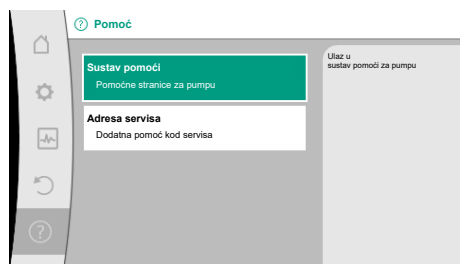 ? Pomoć
Sustav pomoći
Pomoćne stranice za pumpu
Adresa servisa
Dodatna pomoć kod servisa
Ulaz u
sustav pomoći za pumpu
?